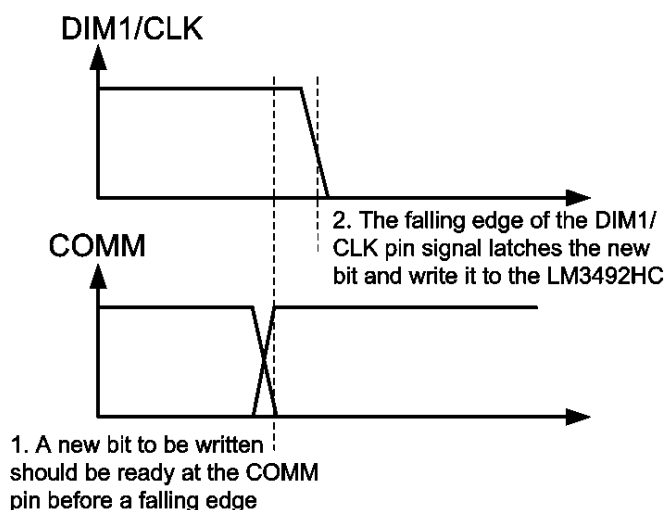 DIM1/CLK
2. The falling edge of the DIM1/
CLK pin signal latches the new
bit and write it to the LM3492HC
COMM
1. A new bit to be written
should be ready at the COMM
pin before a falling edge